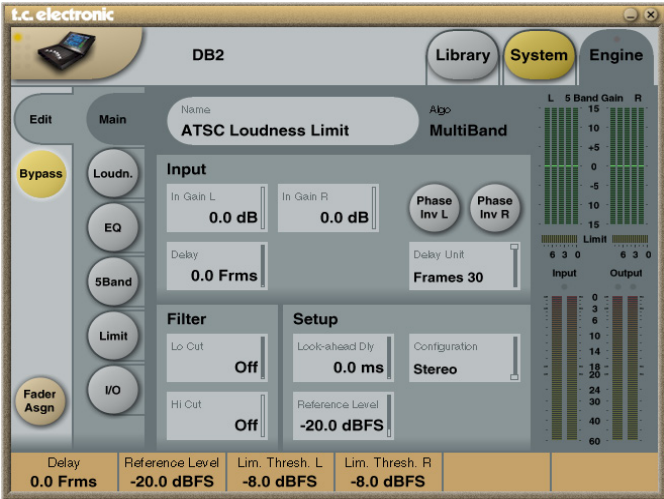 t.c. electronic
DB2
Library
System
Engine
Edit
Main
Name
ATSC Loudness Limit
Algo
MultiBand
L 5 Band Gain R
15
10
+5
0
-5
10
15
Limit
6 3 0
6 3 0
Bypass
Loudn.
EQ
5Band
Limit
I/O
Fader
Asgn
Input
In Gain L
0.0 dB
In Gain R
0.0 dB
Phase
Inv L
Phase
Inv R
Delay
0.0 Frms
Delay Unit
Frames 30
Filter
Lo Cut
Off
Hi Cut
Off
Setup
Look-ahead Dly
0.0 ms
Configuration
Stereo
Reference Level
-20.0 dBFS
Input
Output
0
3
6
10
14
18
20
24
30
40
60
Delay
0.0 Frms
Reference Level
-20.0 dBFS
Lim. Thresh. L
-8.0 dBFS
Lim. Thresh. R
-8.0 dBFS